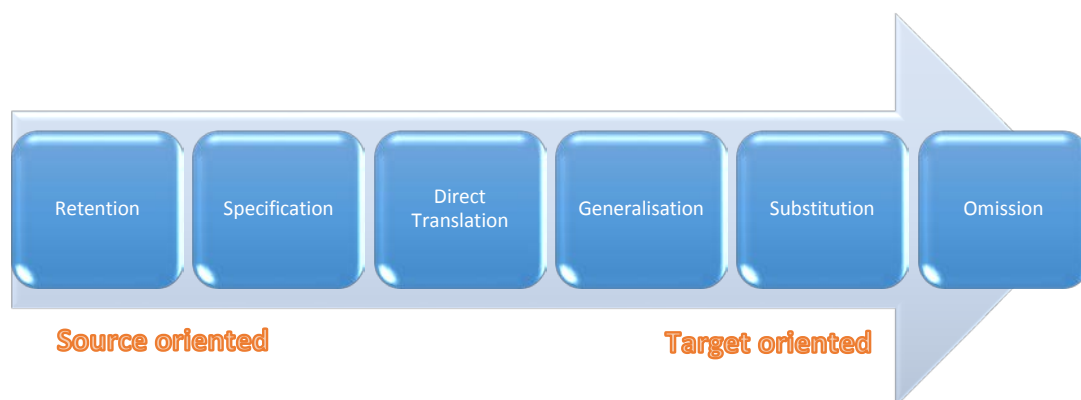 Retention
Specification
Direct
Translation
Generalisation
Substitution
Omission
Source oriented
Target oriented